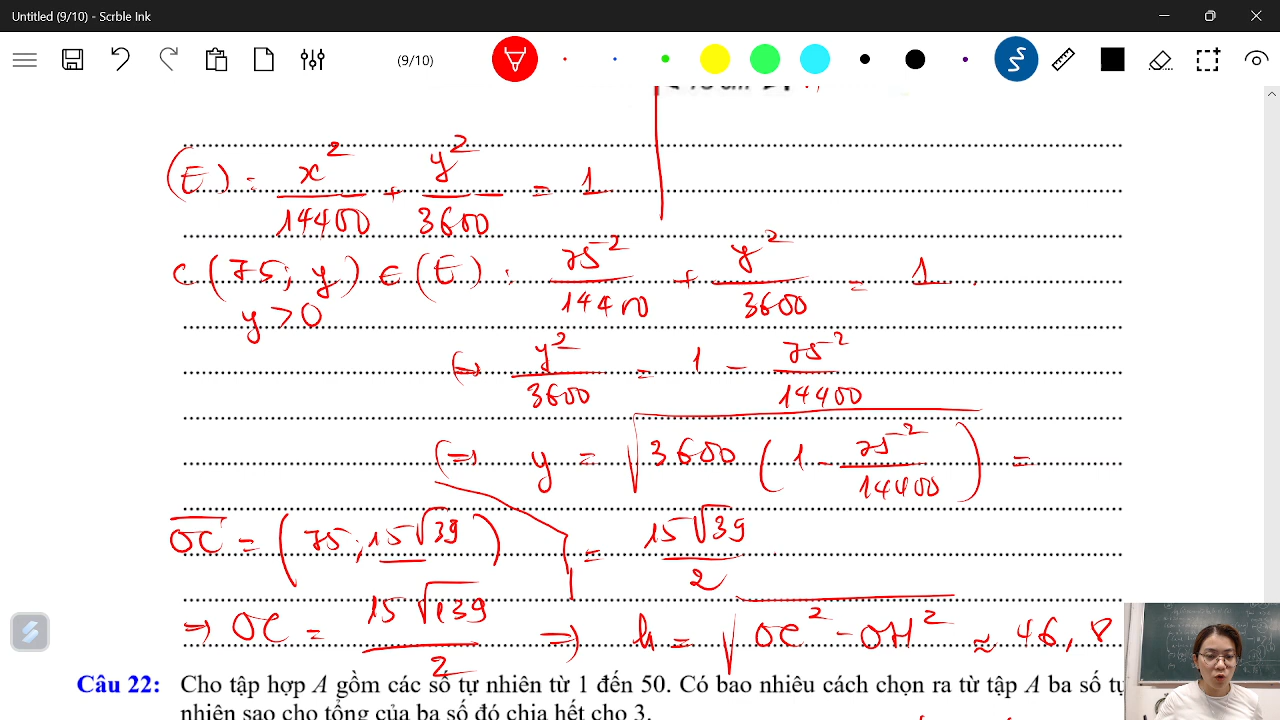 Untitled (9/10) - Scrble Ink
(9/10)
(E) : x²/14400 + y²/3600 = 1
C (75; y) ∈ (E) : 75²/14400 + y²/3600 = 1
y > 0
⇔ y²/3600 = 1 - 75²/14400
⇔ y = √(3600 (1 - 75²/14400)) =
OC = (75; 15√39) = 15√39/2
⇒ OC = 15√139/2 ⇒ h = √(OC² - OH²) ≈ 46,8
Câu 22: Cho tập hợp A gồm các số tự nhiên từ 1 đến 50. Có bao nhiêu cách chọn ra từ tập A ba số tự
nhiên sao cho tổng của ba số đó chia hết cho 3.